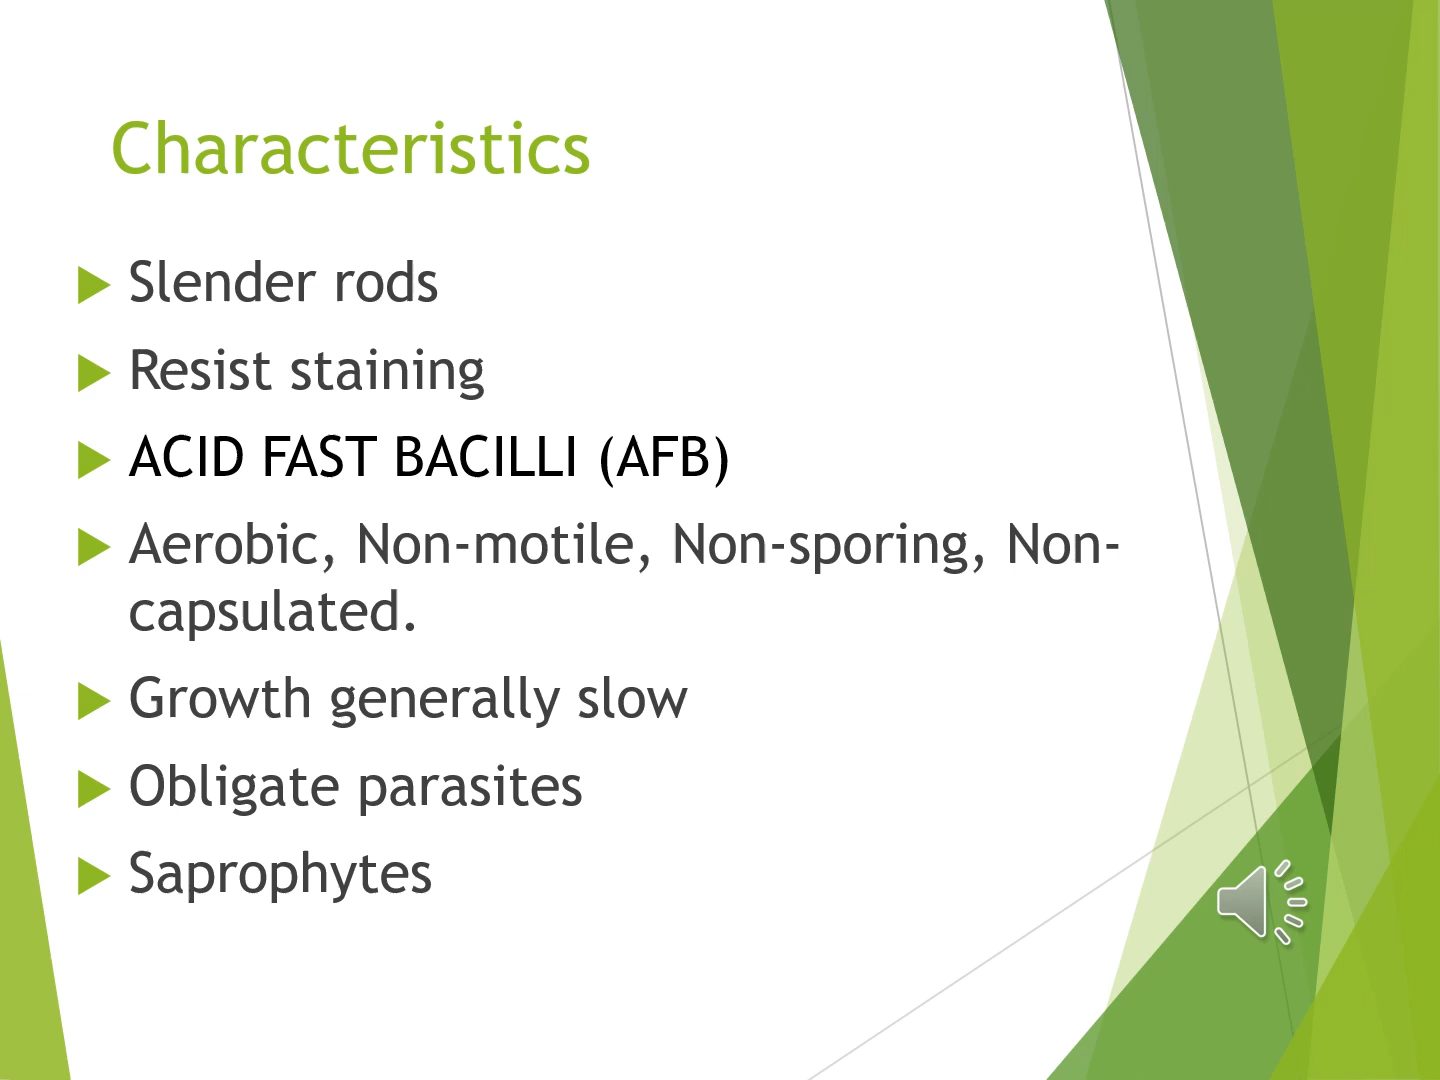 Characteristics
Slender rods
Resist staining
ACID FAST BACILLI (AFB)
Aerobic, Non-motile, Non-sporing, Non-
capsulated.
Growth generally slow
Obligate parasites
Saprophytes